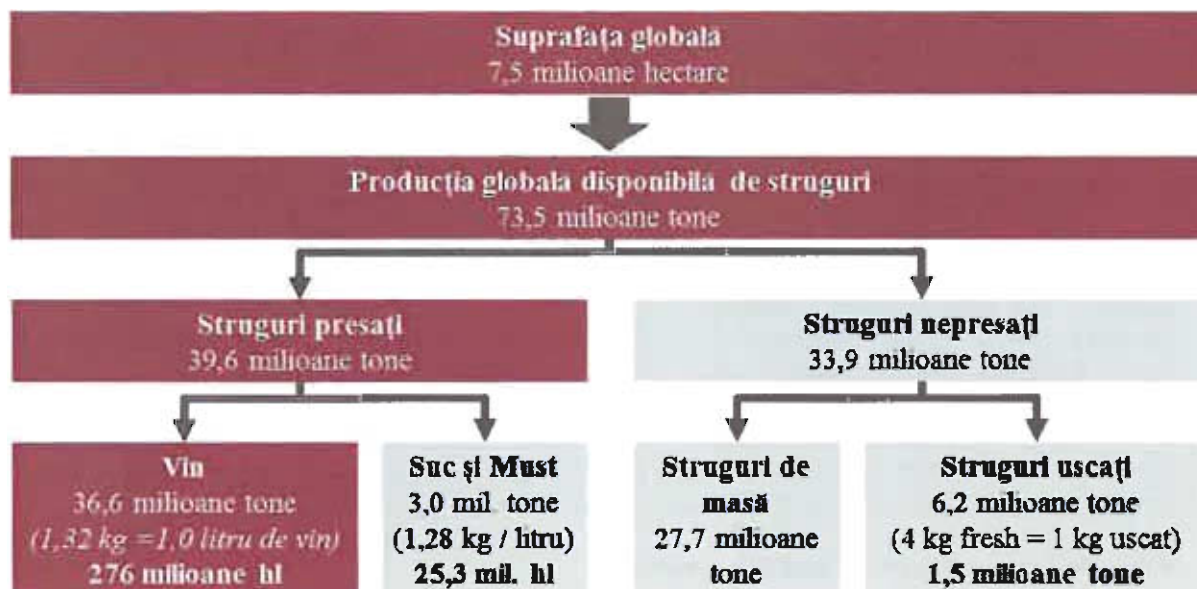 Suprafața globala
7,5 milioane hectare
Producția globala disponibila de struguri
73,5 milioane tone
Struguri presați
39,6 milioane tone
Struguri nepresați
33,9 milioane tone
Vin
36,6 milioane tone
(1,32 kg =1,0 litru de vin)
276 milioane hl
Suc și Must
3,0 mil. tone
(1,28 kg / litru)
25,3 mil. hl
Struguri de
masă
27,7 milioane
tone
Struguri uscați
6,2 milioane tone
(4 kg fresh = 1 kg uscat)
1,5 milioane tone